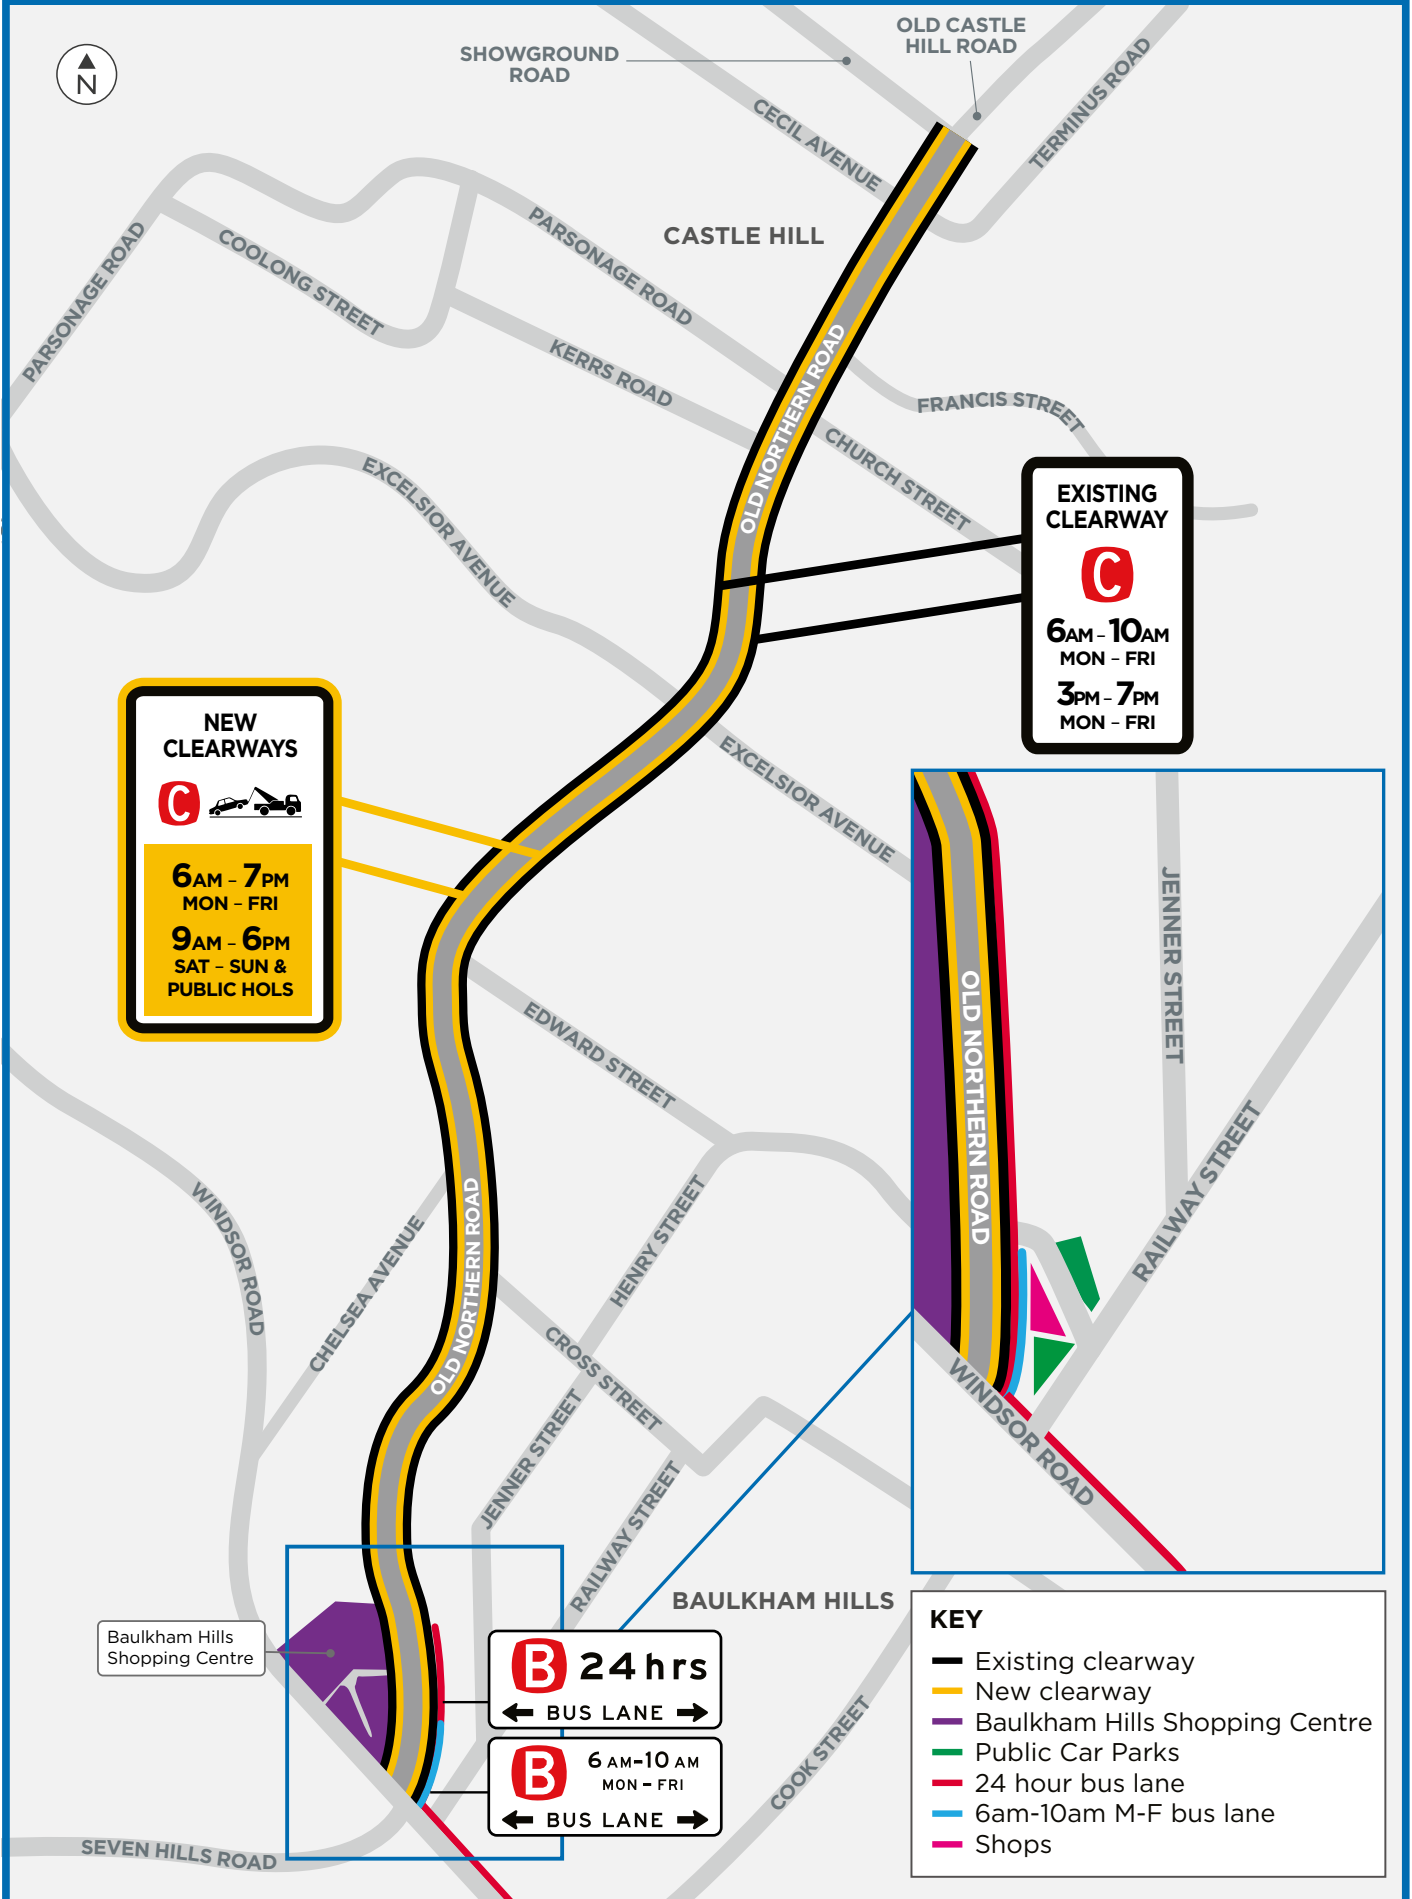 OLD CASTLE
HILL ROAD
SHOWGROUND
ROAD
N
TERMINUS ROAD
CECIL AVENUE
CASTLE HILL
PARSONAGE ROAD
COOLONG STREET
PARSONAGE ROAD
KERRS ROAD
OLD NORTHERN ROAD
FRANCIS STREET
CHURCH STREET
EXCELSIOR AVENUE
EXISTING
CLEARWAY
C
6AM – 10AM
MON – FRI
3PM – 7PM
MON – FRI
NEW
CLEARWAYS
C
6AM – 7PM
MON – FRI
9AM – 6PM
SAT – SUN &
PUBLIC HOLS
EXCELSIOR AVENUE
EDWARD STREET
WINDSOR ROAD
CHELSEA AVENUE
OLD NORTHERN ROAD
HENRY STREET
CROSS STREET
JENNER STREET
RAILWAY STREET
JENNER STREET
OLD NORTHERN ROAD
RAILWAY STREET
WINDSOR ROAD
BAULKHAM HILLS
Baulkham Hills
Shopping Centre
B 24hrs
BUS LANE
B 6 AM–10 AM
MON – FRI
BUS LANE
COOK STREET
SEVEN HILLS ROAD
KEY
Existing clearway
New clearway
Baulkham Hills Shopping Centre
Public Car Parks
24 hour bus lane
6am-10am M-F bus lane
Shops